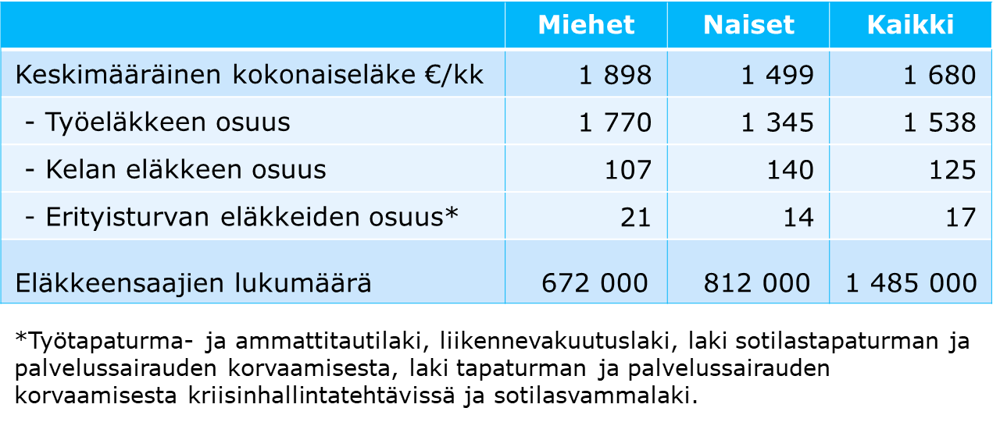 Miehet Naiset Kaikki
Keskimääräinen kokonaiseläke €/kk 1 898 1 499 1 680
- Työeläkkeen osuus 1 770 1 345 1 538
- Kelan eläkkeen osuus 107 140 125
- Erityisturvan eläkkeiden osuus* 21 14 17
Eläkkeensaajien lukumäärä 672 000 812 000 1 485 000
*Työtapaturma- ja ammattitautilaki, liikennevakuutuslaki, laki sotilastapaturman ja
palvelussairauden korvaamisesta, laki tapaturman ja palvelussairauden
korvaamisesta kriisinhallintatehtävissä ja sotilasvammalaki.